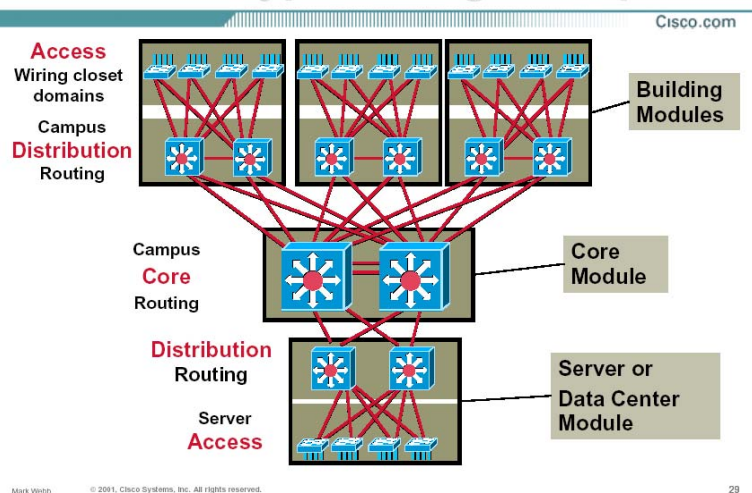 Cisco.com
Access
Wiring closet
domains
Campus
Distribution
Routing
Building
Modules
Campus
Core
Routing
Core
Module
Distribution
Routing
Server
Access
Server or
Data Center
Module
Mark Webb
© 2001, Cisco Systems, Inc. All rights reserved.
29